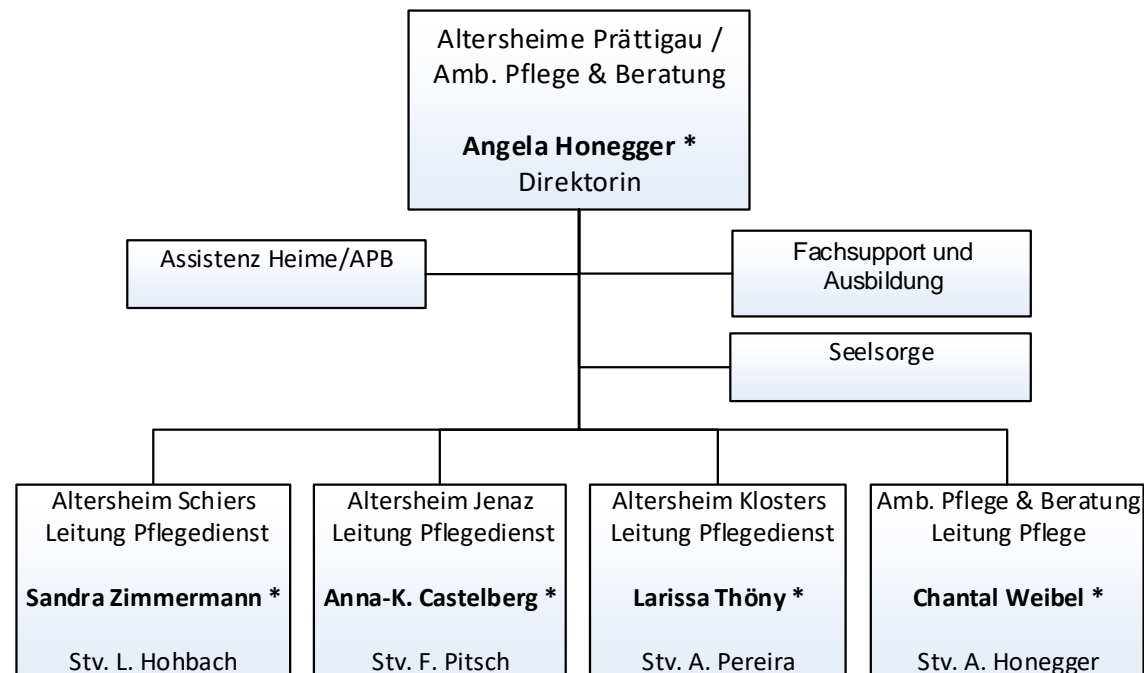 Altersheime Prättigau /
Amb. Pflege & Beratung
Angela Honegger *
Direktorin
Assistenz Heime/APB
Fachsupport und
Ausbildung
Seelsorge
Altersheim Schiers
Leitung Pflegedienst
Sandra Zimmermann *
Stv. L. Hohbach
Altersheim Jenaz
Leitung Pflegedienst
Anna-K. Castelberg *
Stv. F. Pitsch
Altersheim Klosters
Leitung Pflegedienst
Larissa Thöny *
Stv. A. Pereira
Amb. Pflege & Beratung
Leitung Pflege
Chantal Weibel *
Stv. A. Honegger